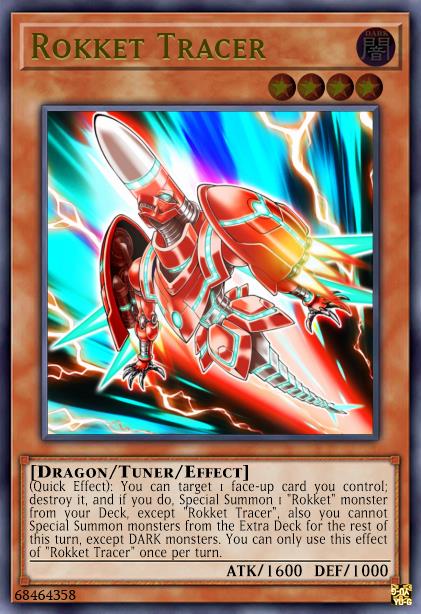 Rokket Tracer
DARK
闇
[Dragon/Tuner/Effect]
(Quick Effect): You can target 1 face-up card you control;
destroy it, and if you do, Special Summon 1 "Rokket" monster
from your Deck, except "Rokket Tracer", also you cannot
Special Summon monsters from the Extra Deck for the rest of
this turn, except DARK monsters. You can only use this effect
of "Rokket Tracer" once per turn.
ATK/1600 DEF/1000
68464358